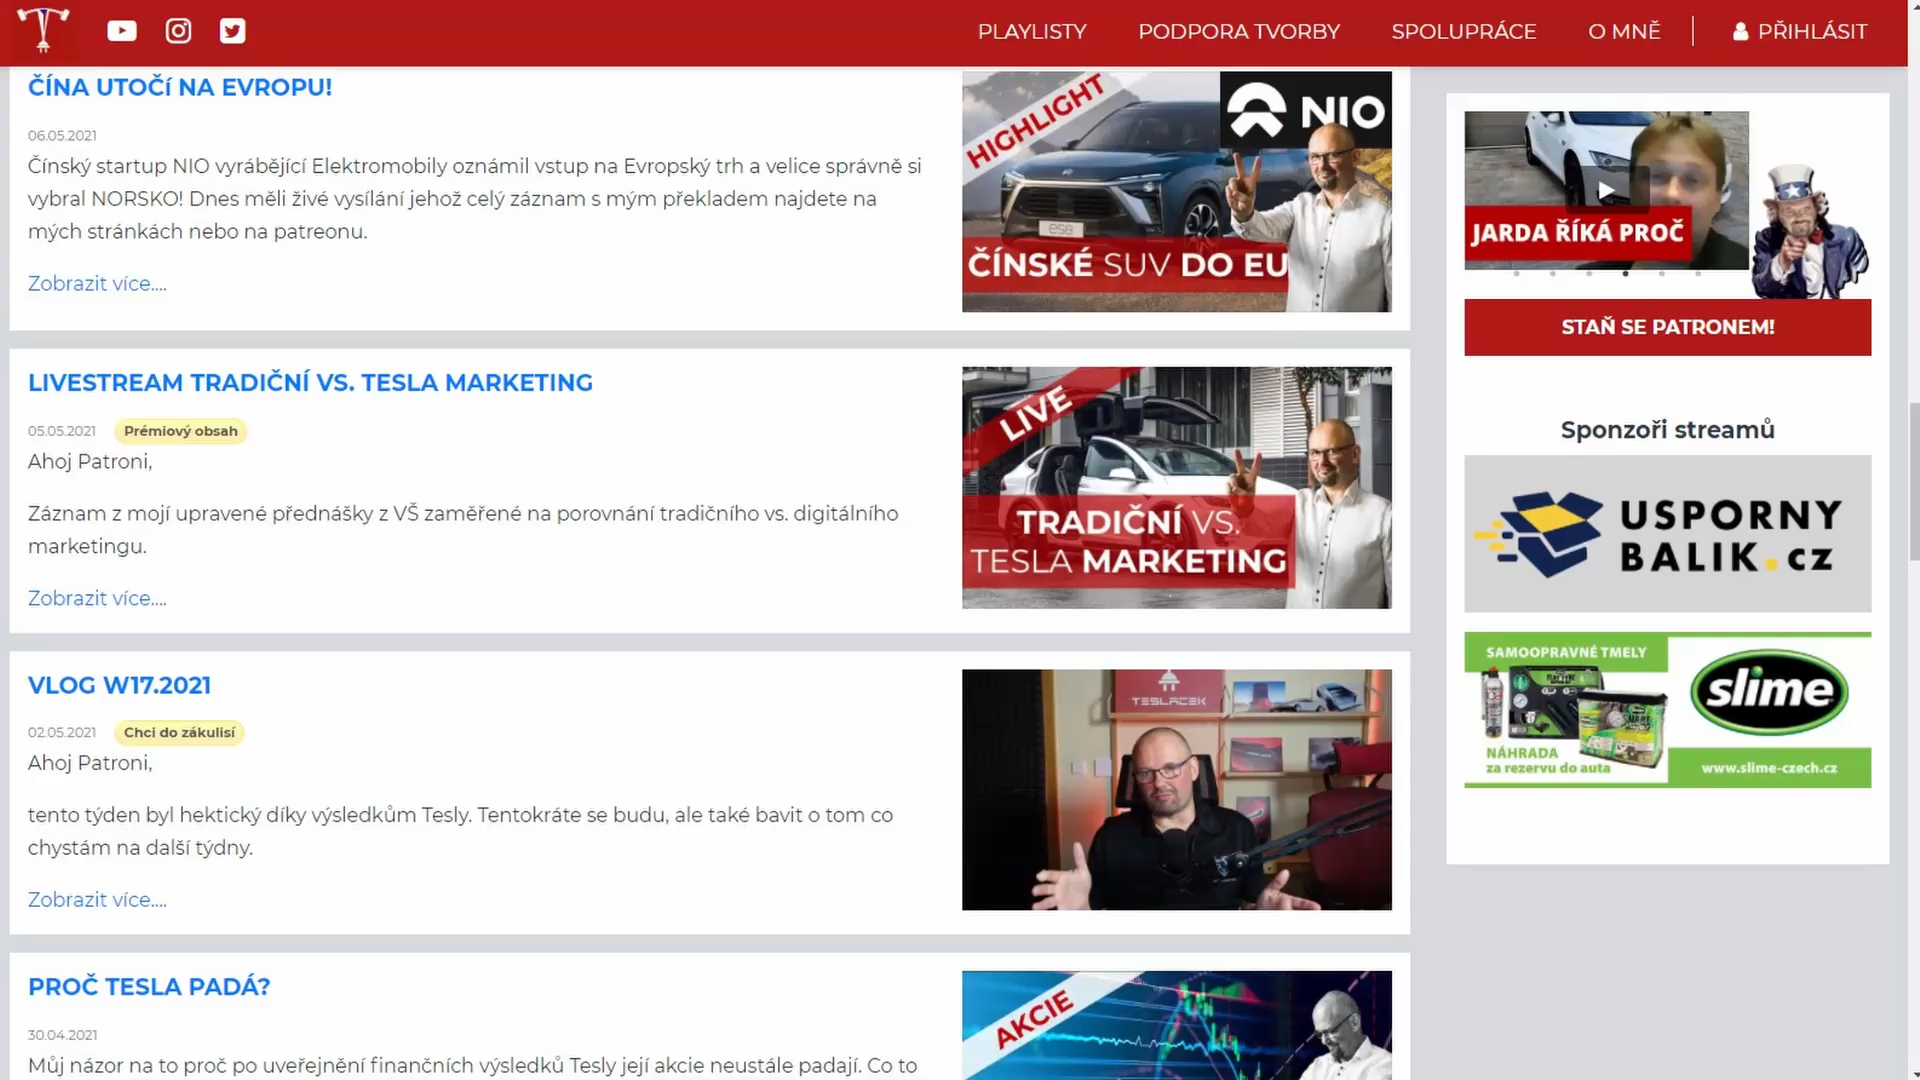 PLAYLISTY
PODPORA TVORBY
SPOLUPRÁCE
O MNĚ
PŘIHLÁSIT
ČÍNA UTOČí NA EVROPU!
06.05.2021
Čínský startup NIO vyrábějící Elektromobily oznámil vstup na Evropský trh a velice správně si
vybral NORSKO! Dnes měli živé vysílání jehož celý záznam s mým překladem najdete na
mých stránkách nebo na patreonu.
Zobrazit více....
HIGHLIGHT
NIO
es8
ČÍNSKÉ SUV DO EU
LIVESTREAM TRADIČNÍ VS. TESLA MARKETING
05.05.2021 Prémiový obsah
Ahoj Patroni,
Záznam z mojí upravené přednášky z VŠ zaměřené na porovnání tradičního vs. digitálního
marketingu.
Zobrazit více....
LIVE
TRADIČNÍ VS.
TESLA MARKETING
VLOG W17.2021
02.05.2021 Chci do zákulisí
Ahoj Patroni,
tento týden byl hektický díky výsledkům Tesly. Tentokráte se budu, ale také bavit o tom co
chystám na další týdny.
Zobrazit více....
TESLÁČEK
PROČ TESLA PADÁ?
30.04.2021
Můj názor na to proč po uveřejnění finančních výsledků Tesly její akcie neustále padají. Co to
AKCIE
JARDA ŘÍKÁ PROČ
STAŇ SE PATRONEM!
Sponzoři streamů
USPORNY
BALIK.cz
SAMOOPRAVNÉ TMELY
slime
NÁHRADA
za rezervu do auta
www.slime-czech.cz